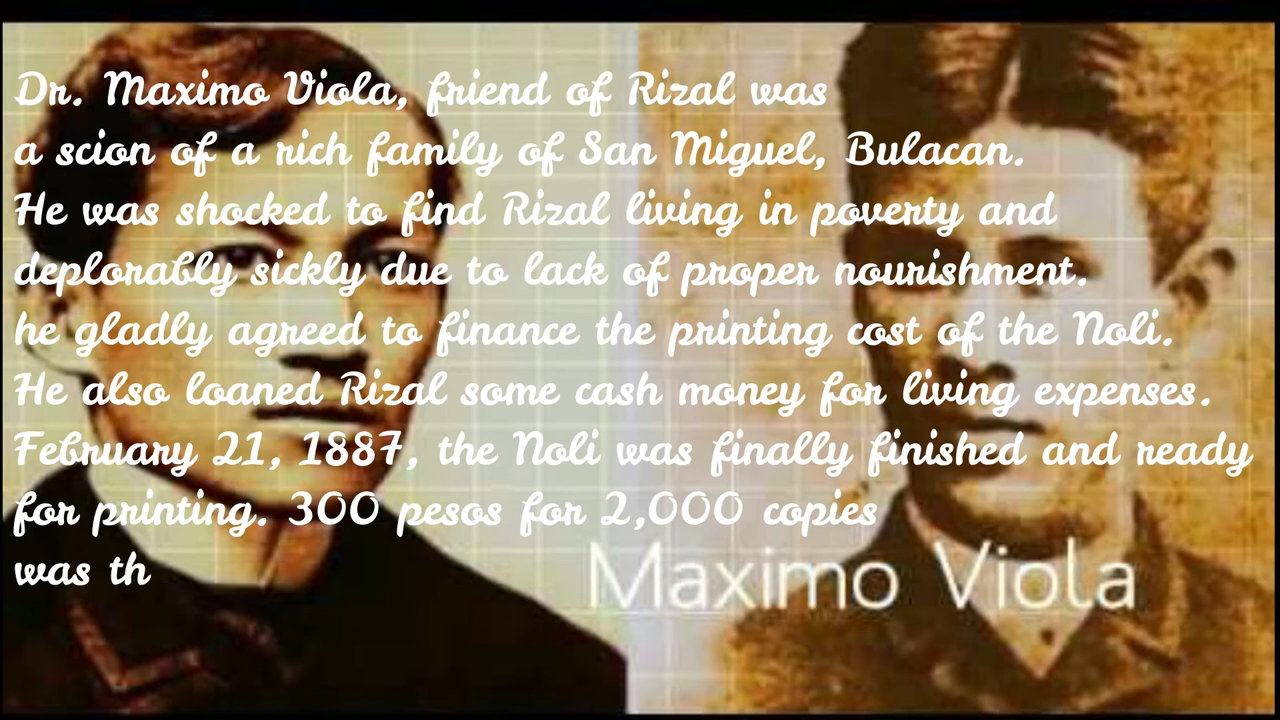 Dr. Maximo Viola, friend of Rizal was
a scion of a rich family of San Miguel, Bulacan.
He was shocked to find Rizal living in poverty and
deplorably sickly due to lack of proper nourishment.
he gladly agreed to finance the printing cost of the Noli.
He also loaned Rizal some cash money for living expenses.
February 21, 1887, the Noli was finally finished and ready
for printing. 300 pesos for 2,000 copies
was th
Maximo Viola